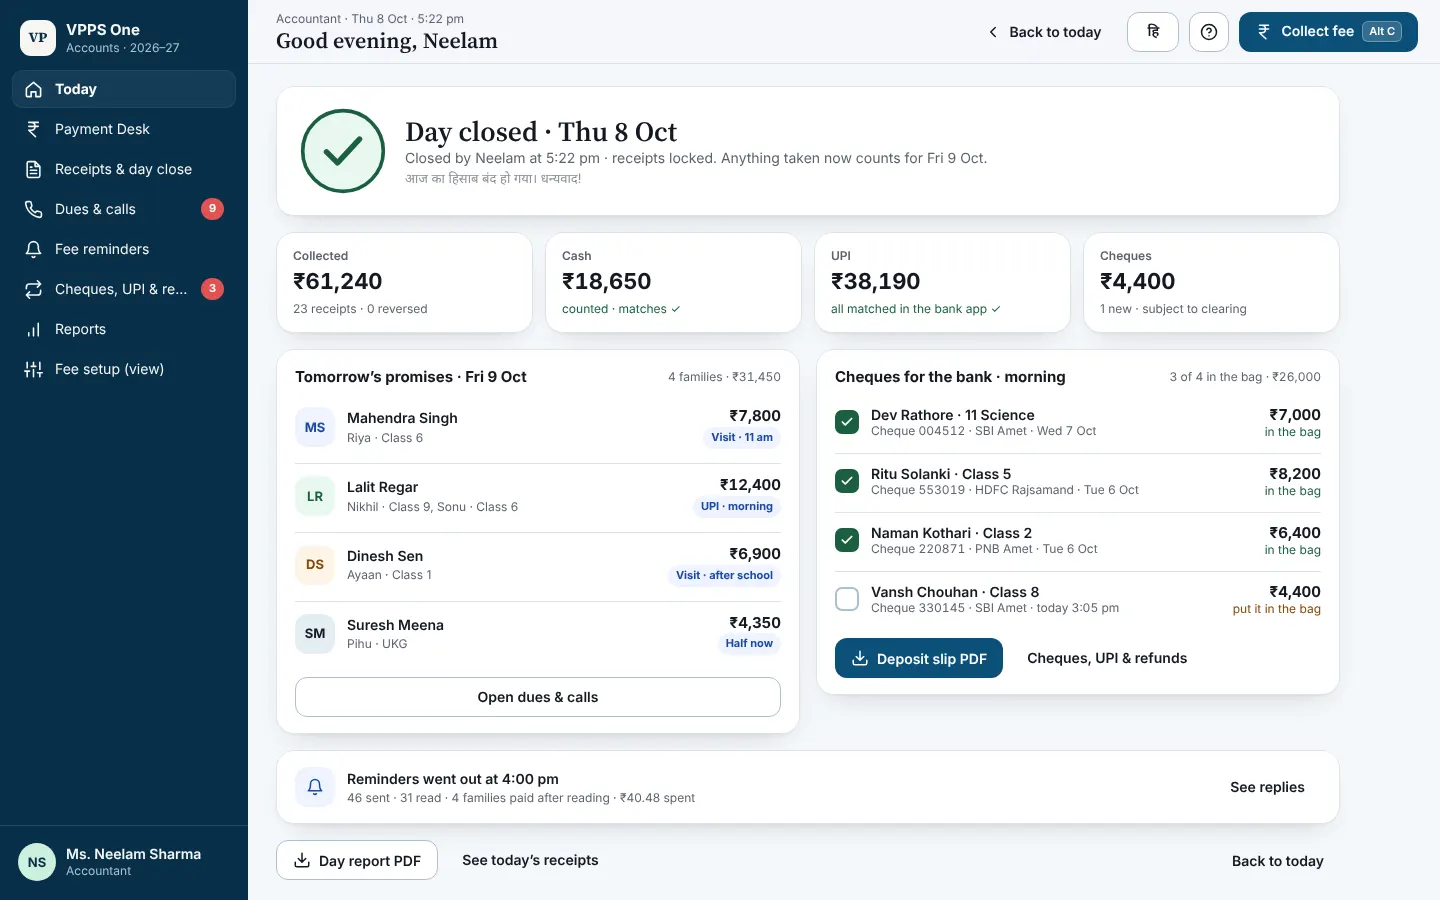 VP
VPPS One
Accounts · 2026–27
Today
Payment Desk
Receipts & day close
Dues & calls
9
Fee reminders
Cheques, UPI & re...
3
Reports
Fee setup (view)
NS
Ms. Neelam Sharma
Accountant
Accountant · Thu 8 Oct · 5:22 pm
Good evening, Neelam
Back to today
हि
Collect fee
Alt C
Day closed · Thu 8 Oct
Closed by Neelam at 5:22 pm · receipts locked. Anything taken now counts for Fri 9 Oct.
आज का हिसाब बंद हो गया। धन्यवाद!
Collected
₹61,240
23 receipts · 0 reversed
Cash
₹18,650
counted · matches ✓
UPI
₹38,190
all matched in the bank app ✓
Cheques
₹4,400
1 new · subject to clearing
Tomorrow’s promises · Fri 9 Oct
4 families · ₹31,450
MS
Mahendra Singh
Riya · Class 6
₹7,800
Visit · 11 am
LR
Lalit Regar
Nikhil · Class 9, Sonu · Class 6
₹12,400
UPI · morning
DS
Dinesh Sen
Ayaan · Class 1
₹6,900
Visit · after school
SM
Suresh Meena
Pihu · UKG
₹4,350
Half now
Open dues & calls
Cheques for the bank · morning
3 of 4 in the bag · ₹26,000
Dev Rathore · 11 Science
Cheque 004512 · SBI Amet · Wed 7 Oct
₹7,000
in the bag
Ritu Solanki · Class 5
Cheque 553019 · HDFC Rajsamand · Tue 6 Oct
₹8,200
in the bag
Naman Kothari · Class 2
Cheque 220871 · PNB Amet · Tue 6 Oct
₹6,400
in the bag
Vansh Chouhan · Class 8
Cheque 330145 · SBI Amet · today 3:05 pm
₹4,400
put it in the bag
Deposit slip PDF
Cheques, UPI & refunds
Reminders went out at 4:00 pm
46 sent · 31 read · 4 families paid after reading · ₹40.48 spent
See replies
Day report PDF
See today’s receipts
Back to today